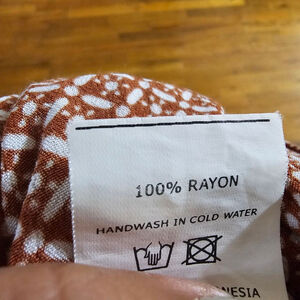 100% RAYON
HANDWASH IN COLD WATER